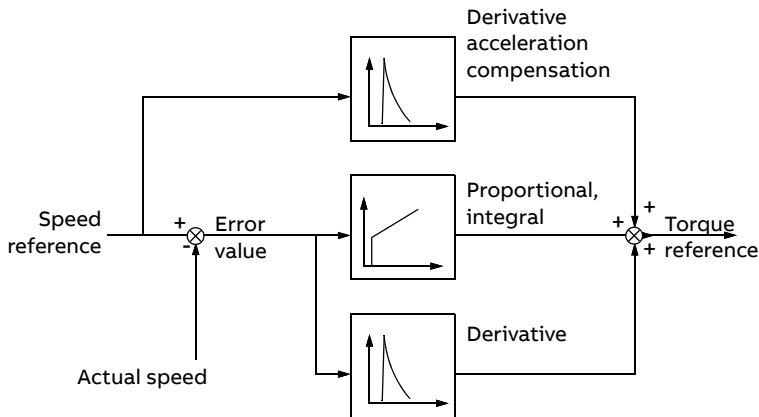 Derivative
acceleration
compensation
Speed
reference
+
-
Error
value
Proportional,
integral
+
+
+
Torque
reference
Derivative
Actual speed